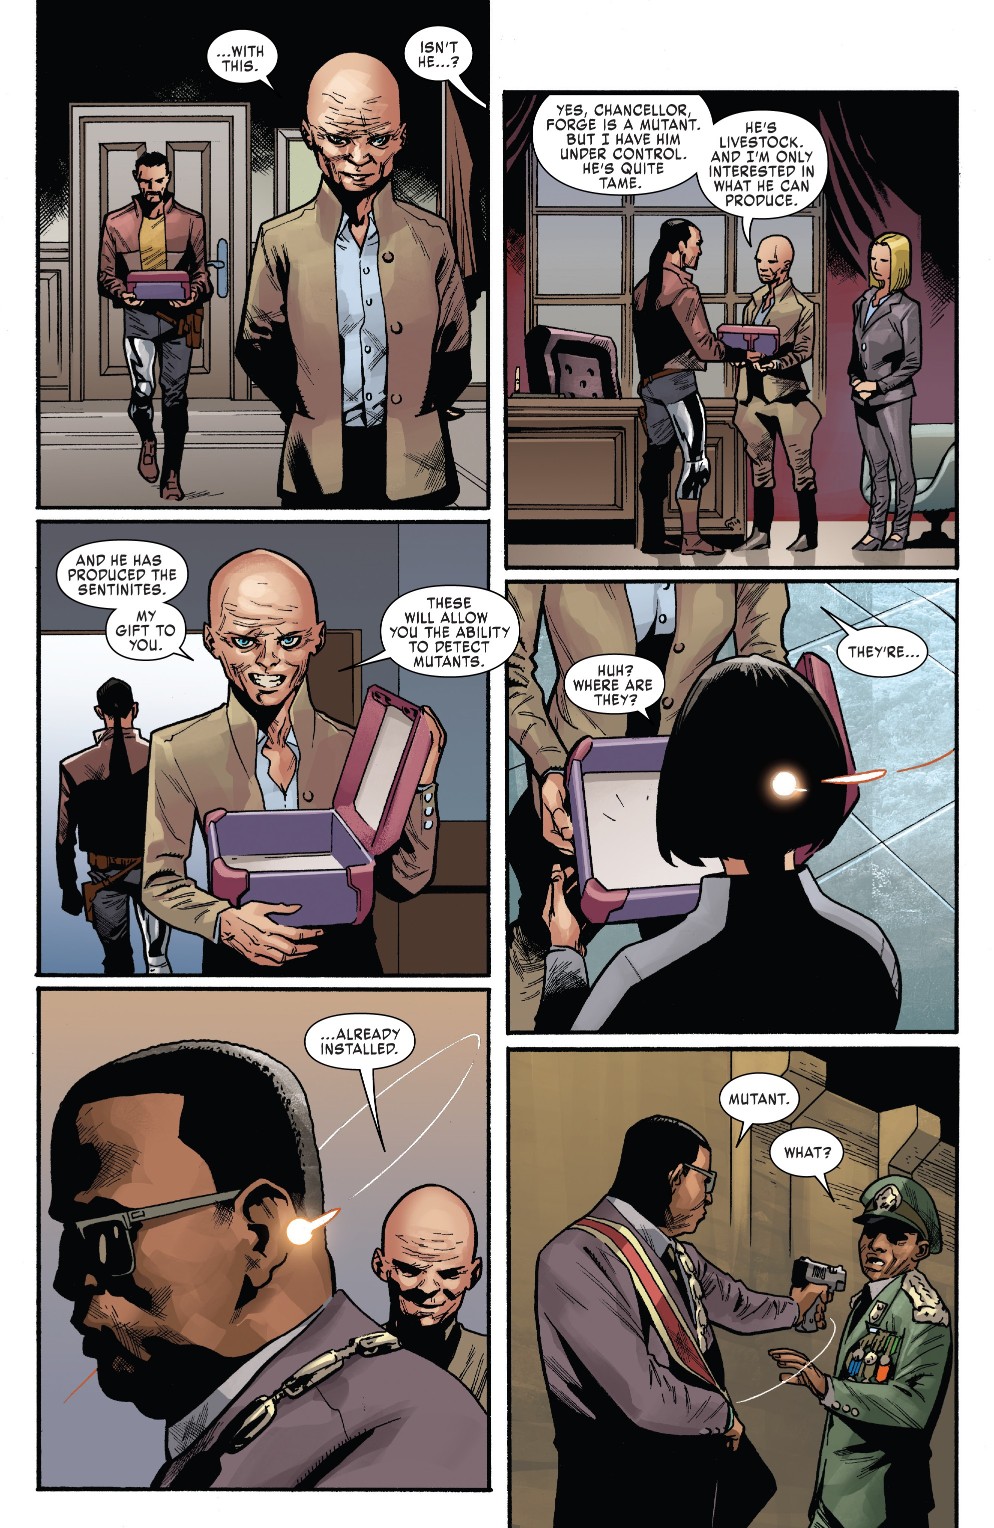 ...WITH
THIS.
ISN'T
HE...?
YES, CHANCELLOR,
FORGE IS A MUTANT.
BUT I HAVE HIM
UNDER CONTROL.
HE'S QUITE
TAME.
HE'S
LIVESTOCK.
AND I'M ONLY
INTERESTED IN
WHAT HE CAN
PRODUCE.
AND HE HAS
PRODUCED THE
SENTINITES.
MY
GIFT TO
YOU.
THESE
WILL ALLOW
YOU THE ABILITY
TO DETECT
MUTANTS.
HUH?
WHERE ARE
THEY?
THEY'RE...
...ALREADY
INSTALLED.
MUTANT.
WHAT?